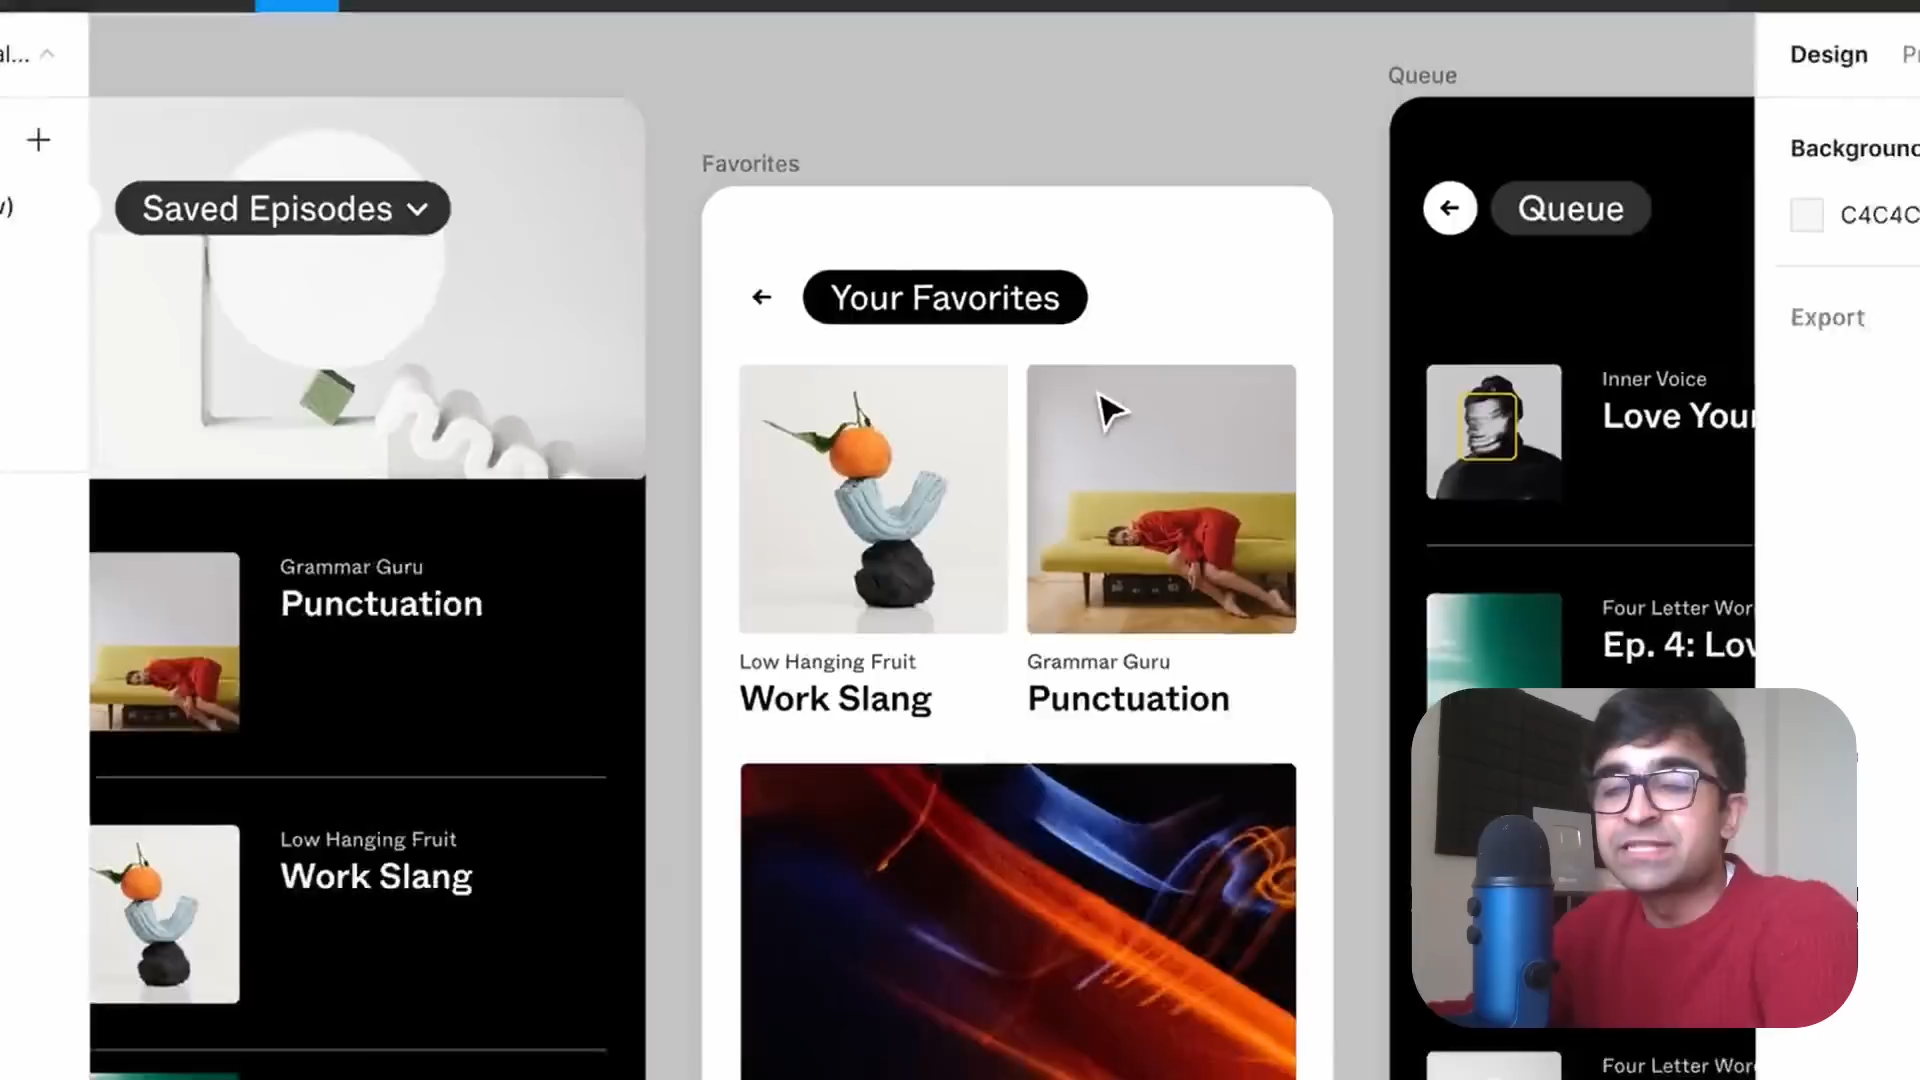 al...
Design
Queue
Background
Favorites
Saved Episodes
Queue
C4C4C
Your Favorites
Export
Inner Voice
Love Your
Grammar Guru
Punctuation
Four Letter Wor
Ep. 4: Lov
Low Hanging Fruit
Work Slang
Grammar Guru
Punctuation
Low Hanging Fruit
Work Slang
Four Letter Wor